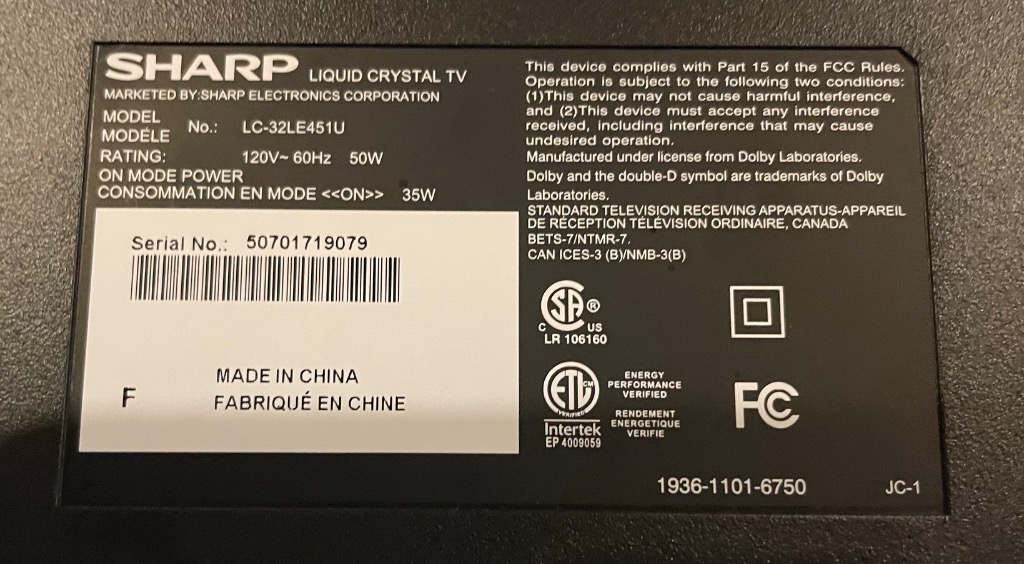 SHARP LIQUID CRYSTAL TV
MARKETED BY:SHARP ELECTRONICS CORPORATION
MODEL
MODÈLE No.: LC-32LE451U
RATING: 120V~ 60Hz 50W
ON MODE POWER
CONSOMMATION EN MODE <<ON>> 35W
Serial No.: 50701719079
MADE IN CHINA
F FABRIQUÉ EN CHINE
This device complies with Part 15 of the FCC Rules.
Operation is subject to the following two conditions:
(1)This device may not cause harmful interference,
and (2)This device must accept any interference
received, including interference that may cause
undesired operation.
Manufactured under license from Dolby Laboratories.
Dolby and the double-D symbol are trademarks of Dolby
Laboratories.
STANDARD TELEVISION RECEIVING APPARATUS-APPAREIL
DE RÉCEPTION TÉLÉVISION ORDINAIRE, CANADA
BETS-7/NTMR-7.
CAN ICES-3 (B)/NMB-3(B)
SA ®
C US
LR 106160
ETL CM
VERIFIED
Intertek
EP 4009059
ENERGY
PERFORMANCE
VERIFIED
RENDEMENT
ENERGETIQUE
VERIFIE
FC
1936-1101-6750 JC-1